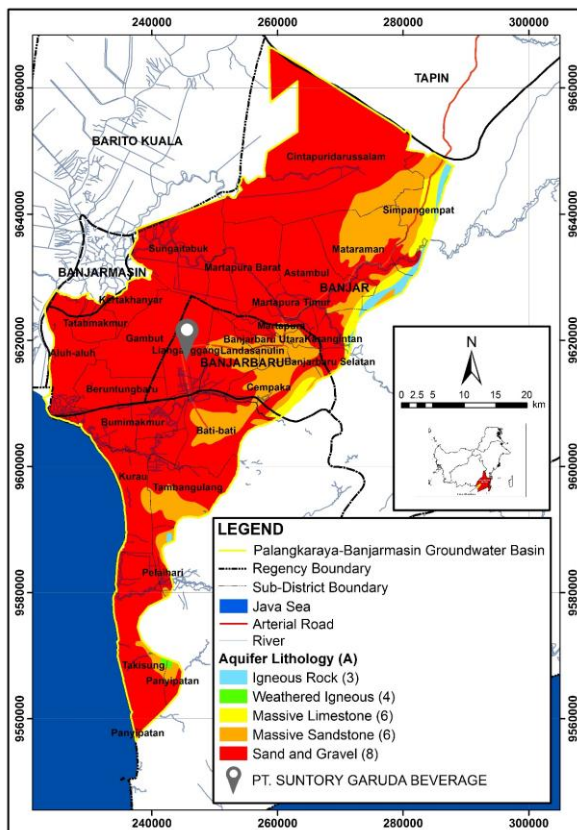 240000 260000 280000 300000
9660000 9660000
TAPIN
BARITO KUALA
Cintapuridarussalam
9640000 9640000
Simpangempat
Sungaitabuk
Mataraman
BANJARMASIN
Martapura Barat
Astambul
BANJAR
Kertakhanyar
Martapura Timur
Tatahmakmur
Martapura
9620000 9620000
Gambut
Banjarbaru Utara
Karangintan
Aluh-aluh
Landasanulin
BANJARBARU
Banjarbaru Selatan
Beruntungbaru
Cempaka
Bumimakmur
Bati-bati
9600000 9600000
Kurau
Tambangulang
Pelaihari
9580000 9580000
Takisung
Panyipatan
Panyipatan
9560000 9560000
N
0 2.5 5 10 15 20
km
LEGEND
Palangkaraya-Banjarmasin Groundwater Basin
Regency Boundary
Sub-District Boundary
Java Sea
Arterial Road
River
Aquifer Lithology (A)
Igneous Rock (3)
Weathered Igneous (4)
Massive Limestone (6)
Massive Sandstone (6)
Sand and Gravel (8)
PT. SUNTORY GARUDA BEVERAGE
240000 260000 280000 300000